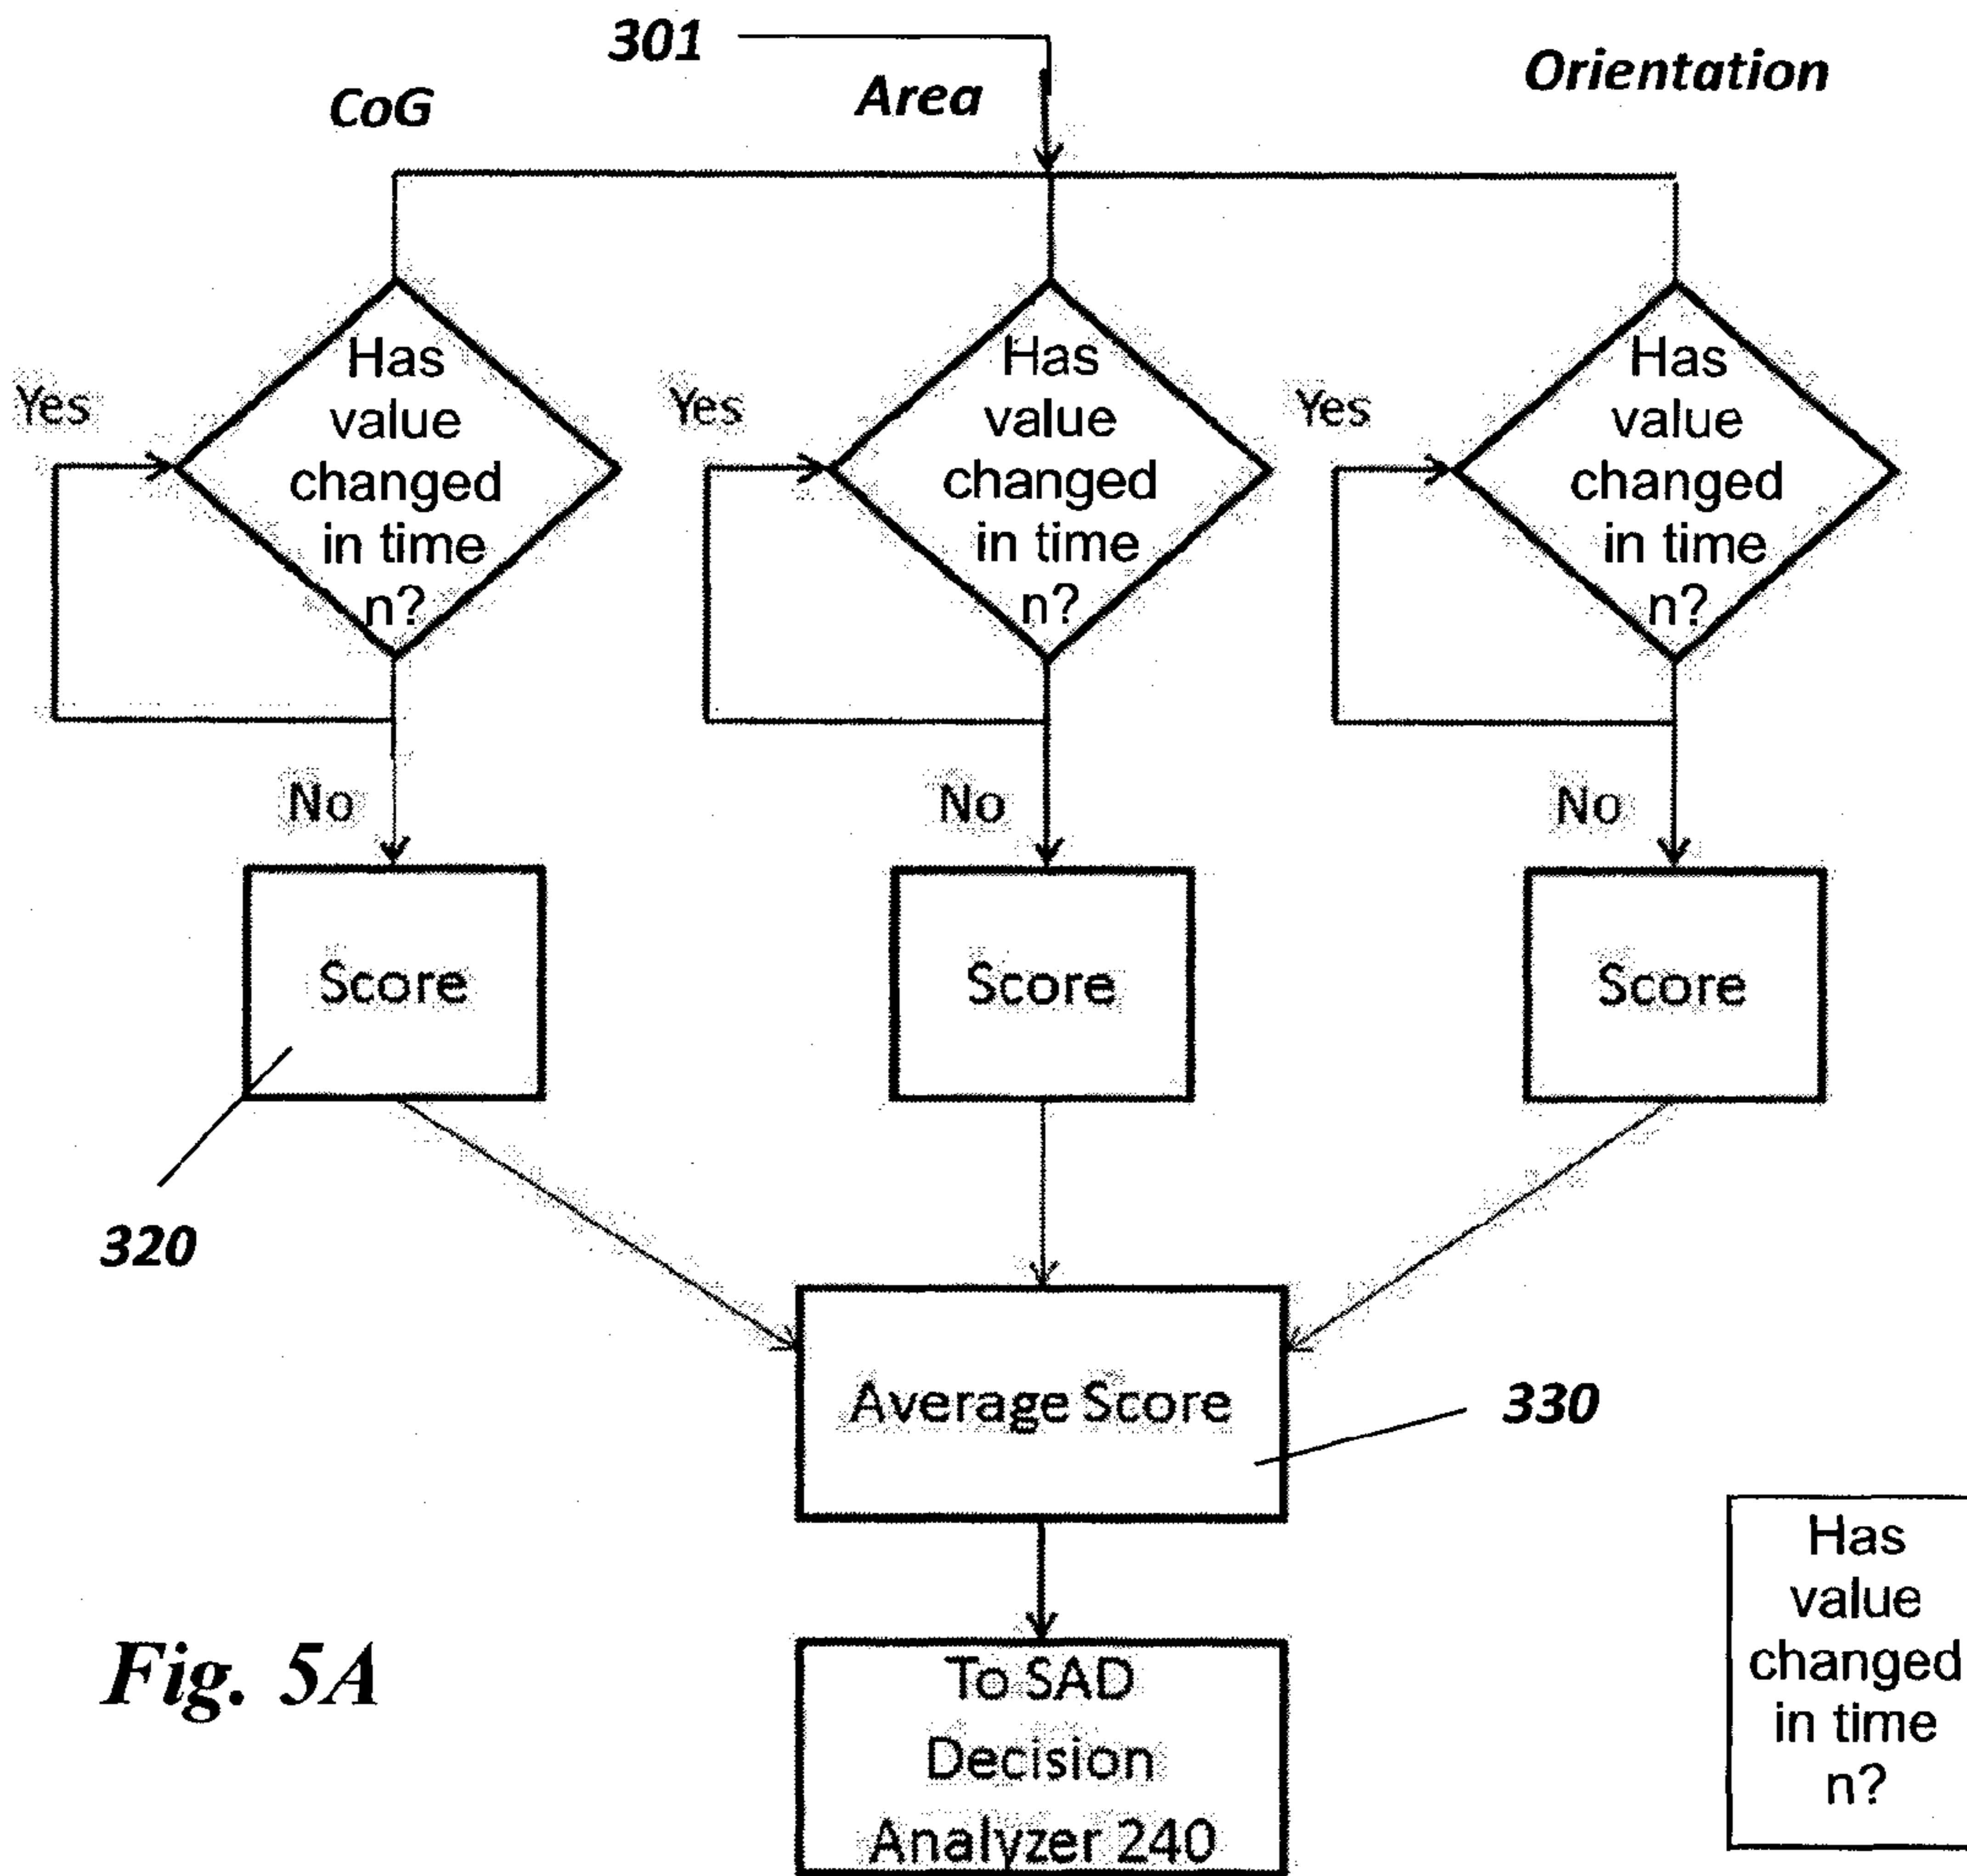 301
CoG
Area
Orientation
Has
value
changed
in time
n?
Has
value
changed
in time
n?
Has
value
changed
in time
n?
Yes
Yes
Yes
No
No
No
Score
Score
Score
320
Average Score
330
To SAD
Decision
Analyzer 240
Fig. 5A
Has
value
changed
in time
n?